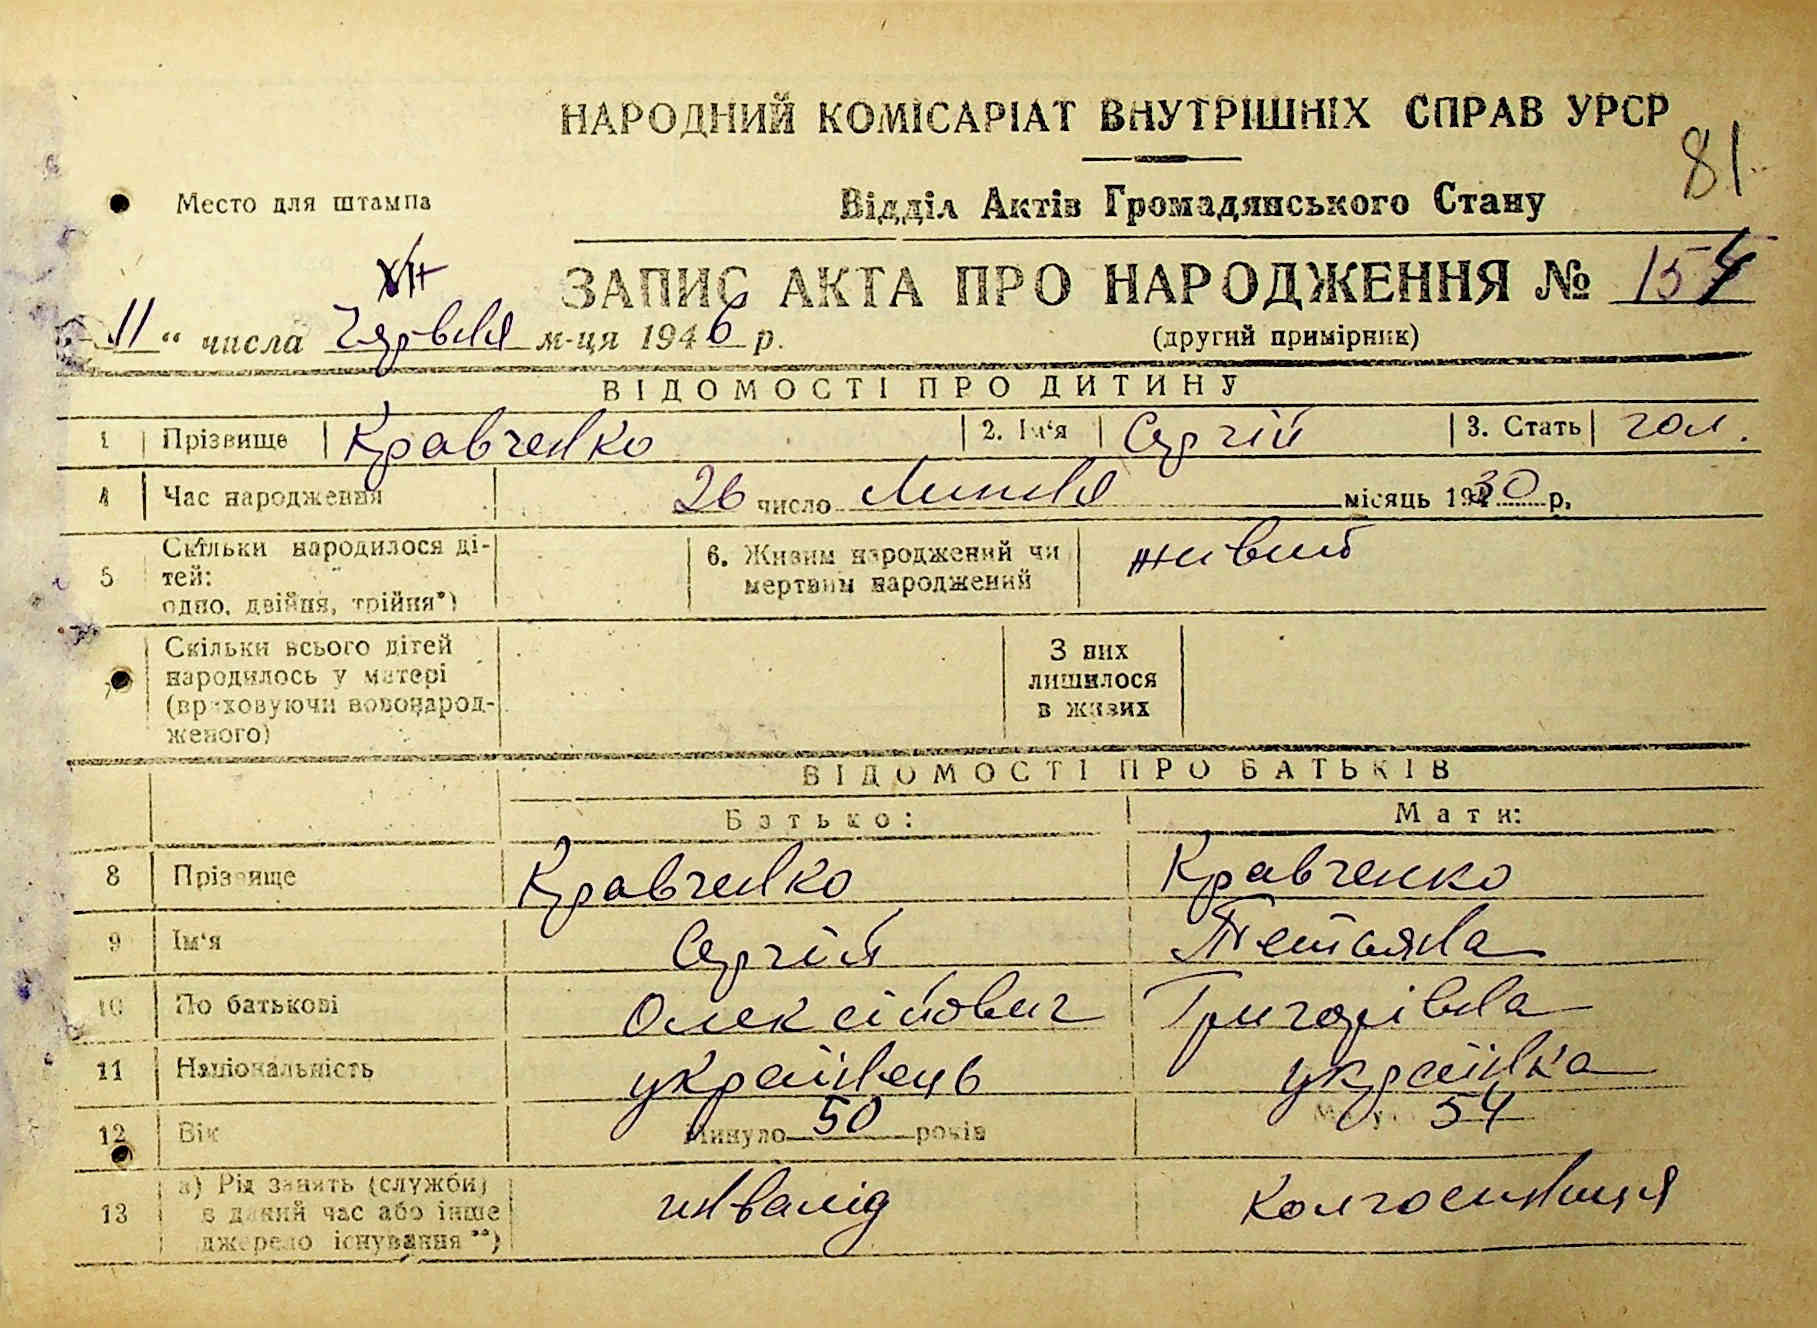 НАРОДНИЙ КОМІСАРІАТ ВНУТРІШНІХ СПРАВ УРСР
81
Место для штампа
Відділ Актів Громадянського Стану
ЗАПИС АКТА ПРО НАРОДЖЕННЯ № 154
(другий примірник)
11 " числа Червня м-ця 1946 р.
ВІДОМОСТІ ПРО ДИТИНУ
1 Прізвище Кравченко 2. Ім'я Сергій 3. Стать чол.
4 Час народження 26 число Липня місяць 1930 р.
5 Скільки народилося дітей: одно, двійня, трійня*) 6. Живим народжений чи мертвим народжений живий
7 Скільки всього дітей народилось у матері (враховуючи новонародженого) З них лишилося в живих
ВІДОМОСТІ ПРО БАТЬКІВ
Батько: Мати:
8 Прізвище Кравченко Кравченко
9 Ім'я Сергій Тетьяна
10 По батькові Олексійович Григорівна
11 Національність українець українка
12 Вік Минуло 50 років 54
13 а) Рід занять (служби) в даний час або інше джерело існування **) инвалід Колгоспниця